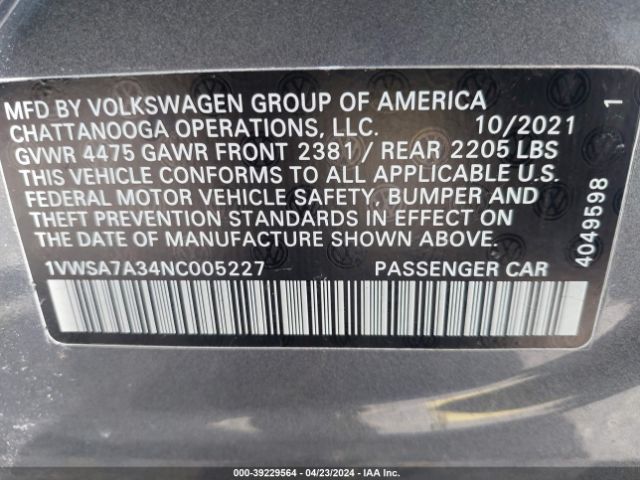 MFD BY VOLKSWAGEN GROUP OF AMERICA
CHATTANOOGA OPERATIONS, LLC. 10/2021
GVWR 4475 GAWR FRONT 2381 / REAR 2205 LBS
THIS VEHICLE CONFORMS TO ALL APPLICABLE U.S.
FEDERAL MOTOR VEHICLE SAFETY, BUMPER AND
THEFT PREVENTION STANDARDS IN EFFECT ON
THE DATE OF MANUFACTURE SHOWN ABOVE.
1VWSA7A34NC005227 PASSENGER CAR
4049598 1
VIN: 39229564 - 04/23/2024 - IAA Inc.